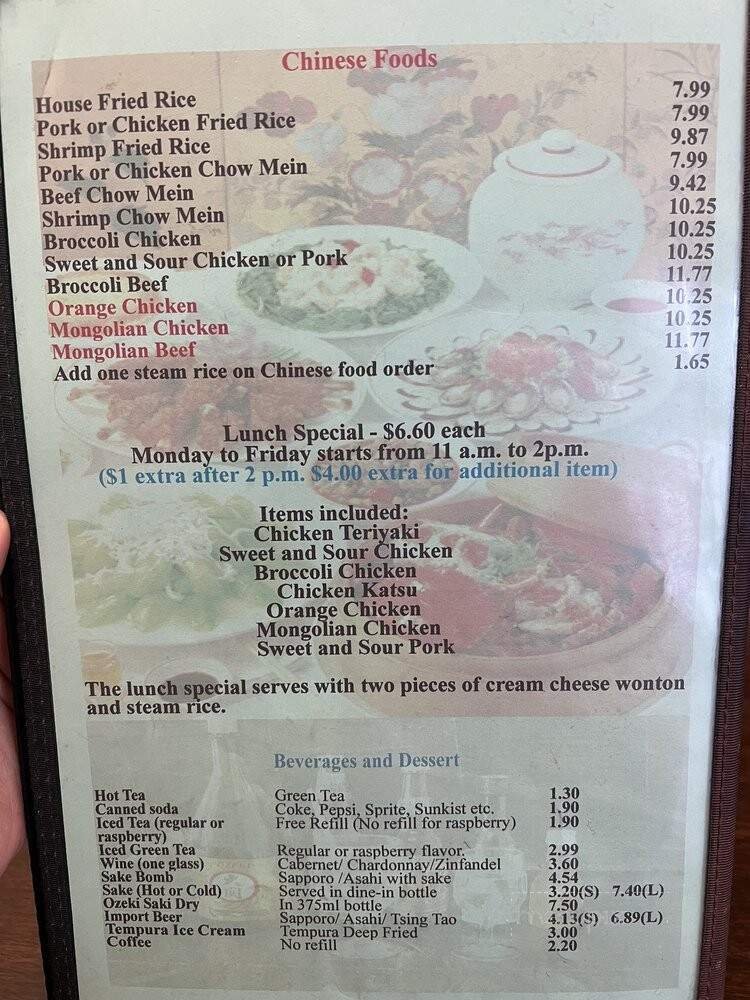 Chinese Foods
House Fried Rice 7.99
Pork or Chicken Fried Rice 7.99
Shrimp Fried Rice 9.87
Pork or Chicken Chow Mein 7.99
Beef Chow Mein 9.42
Shrimp Chow Mein 10.25
Broccoli Chicken 10.25
Sweet and Sour Chicken or Pork 10.25
Broccoli Beef 11.77
Orange Chicken 10.25
Mongolian Chicken 10.25
Mongolian Beef 11.77
Add one steam rice on Chinese food order 1.65
Lunch Special - $6.60 each
Monday to Friday starts from 11 a.m. to 2p.m.
($1 extra after 2 p.m. $4.00 extra for additional item)
Items included:
Chicken Teriyaki
Sweet and Sour Chicken
Broccoli Chicken
Chicken Katsu
Orange Chicken
Mongolian Chicken
Sweet and Sour Pork
The lunch special serves with two pieces of cream cheese wonton
and steam rice.
Beverages and Dessert
Hot Tea Green Tea 1.30
Canned soda Coke, Pepsi, Sprite, Sunkist etc. 1.90
Iced Tea (regular or Free Refill (No refill for raspberry) 1.90
raspberry)
Iced Green Tea Regular or raspberry flavor. 2.99
Wine (one glass) Cabernet/ Chardonnay/Zinfandel 3.60
Sake Bomb Sapporo /Asahi with sake 4.54
Sake (Hot or Cold) Served in dine-in bottle 3.20(S) 7.40(L)
Ozeki Saki Dry In 375ml bottle 7.50
Import Beer Sapporo/ Asahi/ Tsing Tao 4.13(S) 6.89(L)
Tempura Ice Cream Tempura Deep Fried 3.00
Coffee No refill 2.20